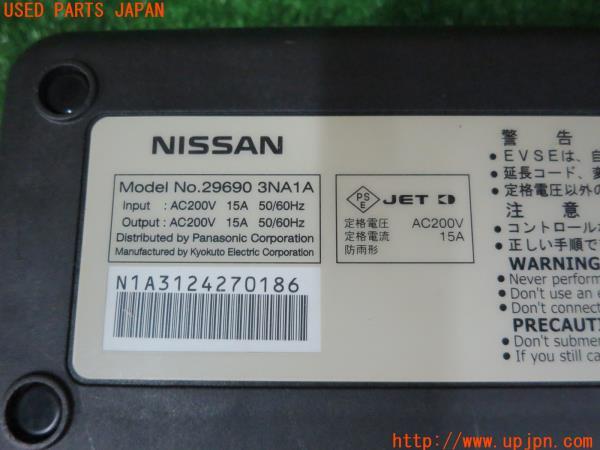 USED PARTS JAPAN
NISSAN
Model No.29690 3NA1A
Input : AC200V 15A 50/60Hz
Output : AC200V 15A 50/60Hz
Distributed by Panasonic Corporation
Manufactured by Kyokuto Electric Corporation
N1A3124270186
PS
E
JET
定格電圧 AC200V
定格電流 15A
防雨形
警 告
● EVSEは、自
● 延長コード、変
● 定格電圧以外の
注 意
● コントロール
● 正しい手順で
WARNING
● Never perform
● Don't use an e
● Don't connect
PRECAUTI
● Don't submer
● If you still ca
http://www.upjpn.com